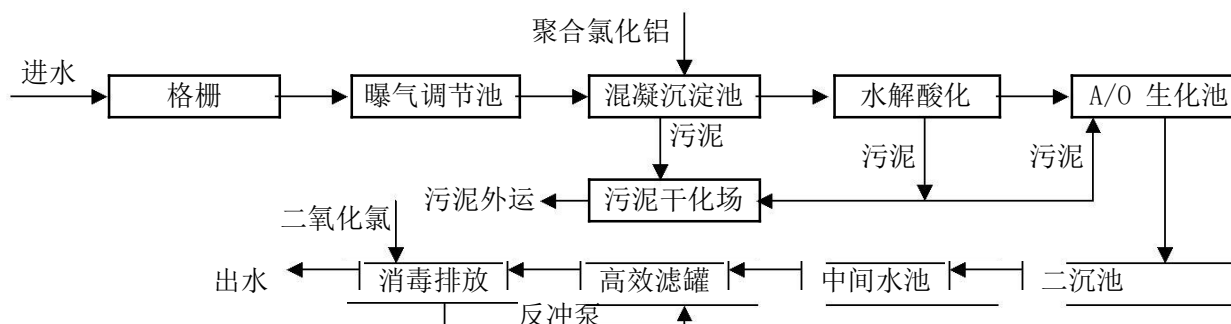 聚合氯化铝
进水
格栅
曝气调节池
混凝沉淀池
水解酸化
A/O 生化池
污泥
污泥
污泥
污泥外运
污泥干化场
二氧化氯
出水
消毒排放
高效滤罐
中间水池
二沉池
反冲泵